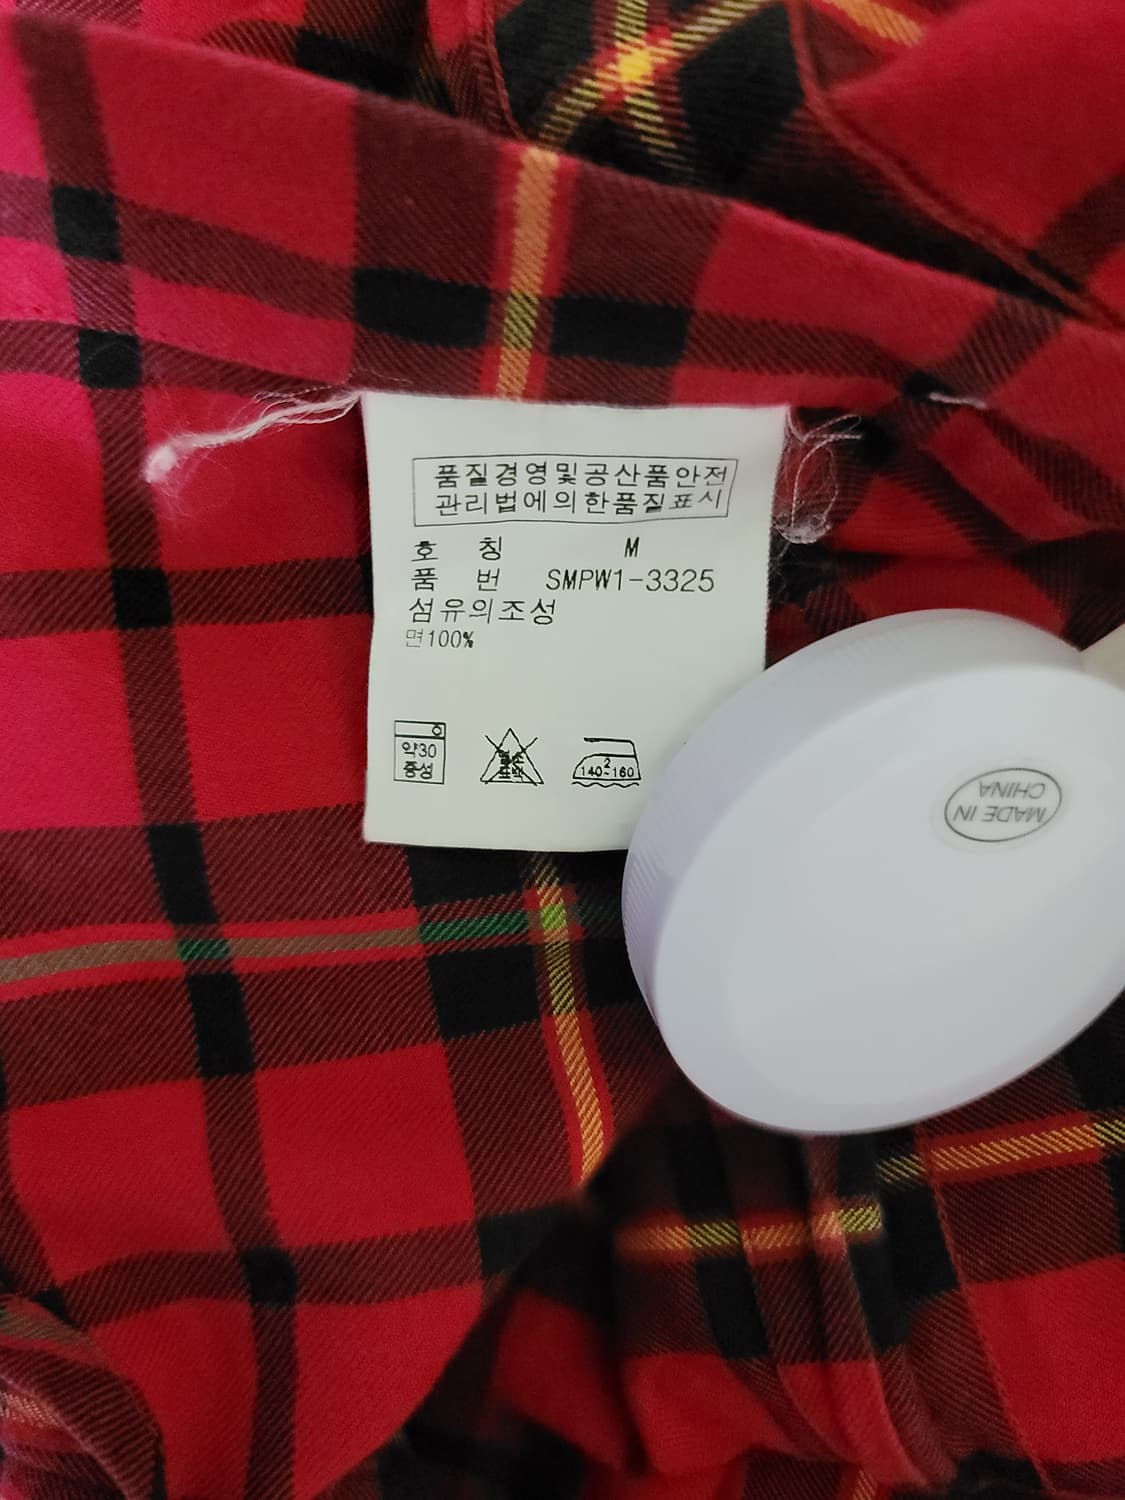 품질경영및공산품안전
관리법에의한품질표시
호 칭 M
품 번 SMPW1-3325
섬유의조성
면100%
약30
중성
2
140~160
MADE IN
CHINA